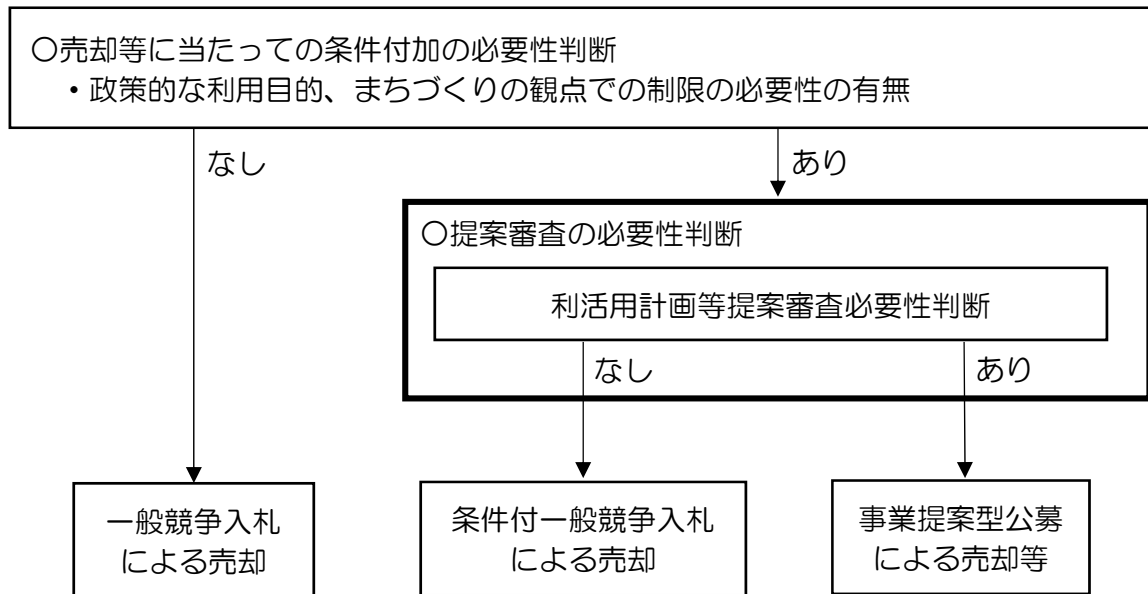 〇売却等に当たっての条件付加の必要性判断
・政策的な利用目的、まちづくりの観点での制限の必要性の有無
なし
あり
〇提案審査の必要性判断
利活用計画等提案審査必要性判断
なし
あり
一般競争入札
による売却
条件付一般競争入札
による売却
事業提案型公募
による売却等